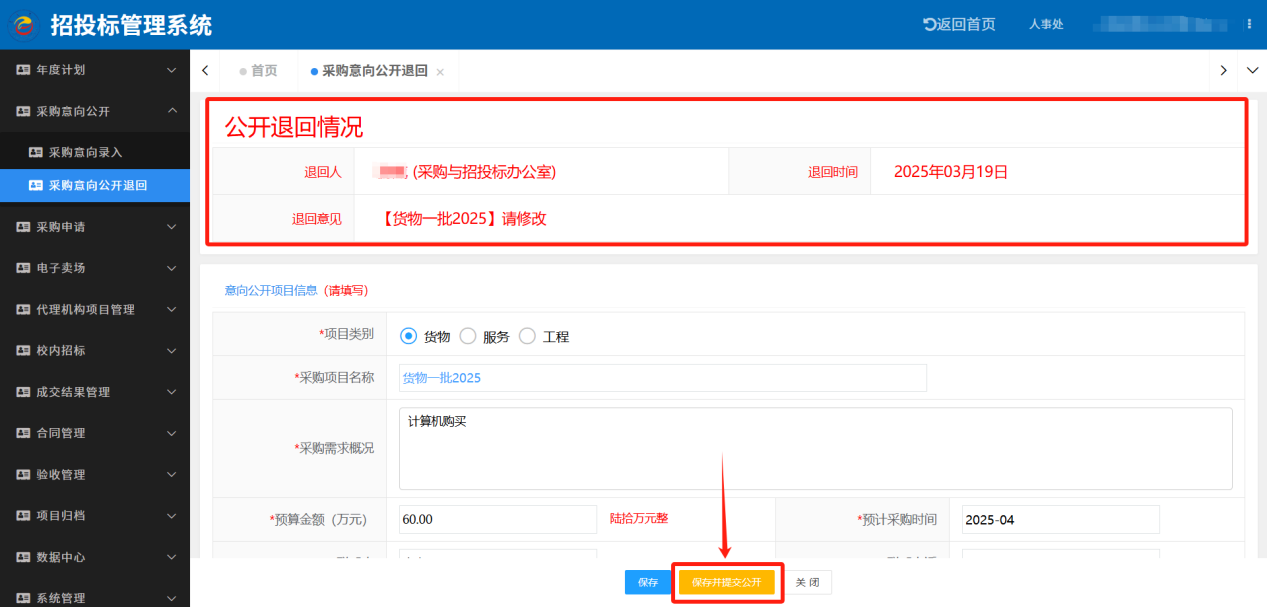 招投标管理系统
返回首页 人事处
年度计划
采购意向公开
采购意向录入
采购意向公开退回
采购申请
电子卖场
代理机构项目管理
校内招标
成交结果管理
合同管理
验收管理
项目归档
数据中心
系统管理
首页 采购意向公开退回
公开退回情况
退回人 (采购与招投标办公室) 退回时间 2025年03月19日
退回意见 【货物一批2025】请修改
意向公开项目信息 (请填写)
*项目类别 货物 服务 工程
*采购项目名称 货物一批2025
*采购需求概况 计算机购买
*预算金额（万元） 60.00 陆拾万元整 *预计采购时间 2025-04
保存 保存并提交公开 关 闭